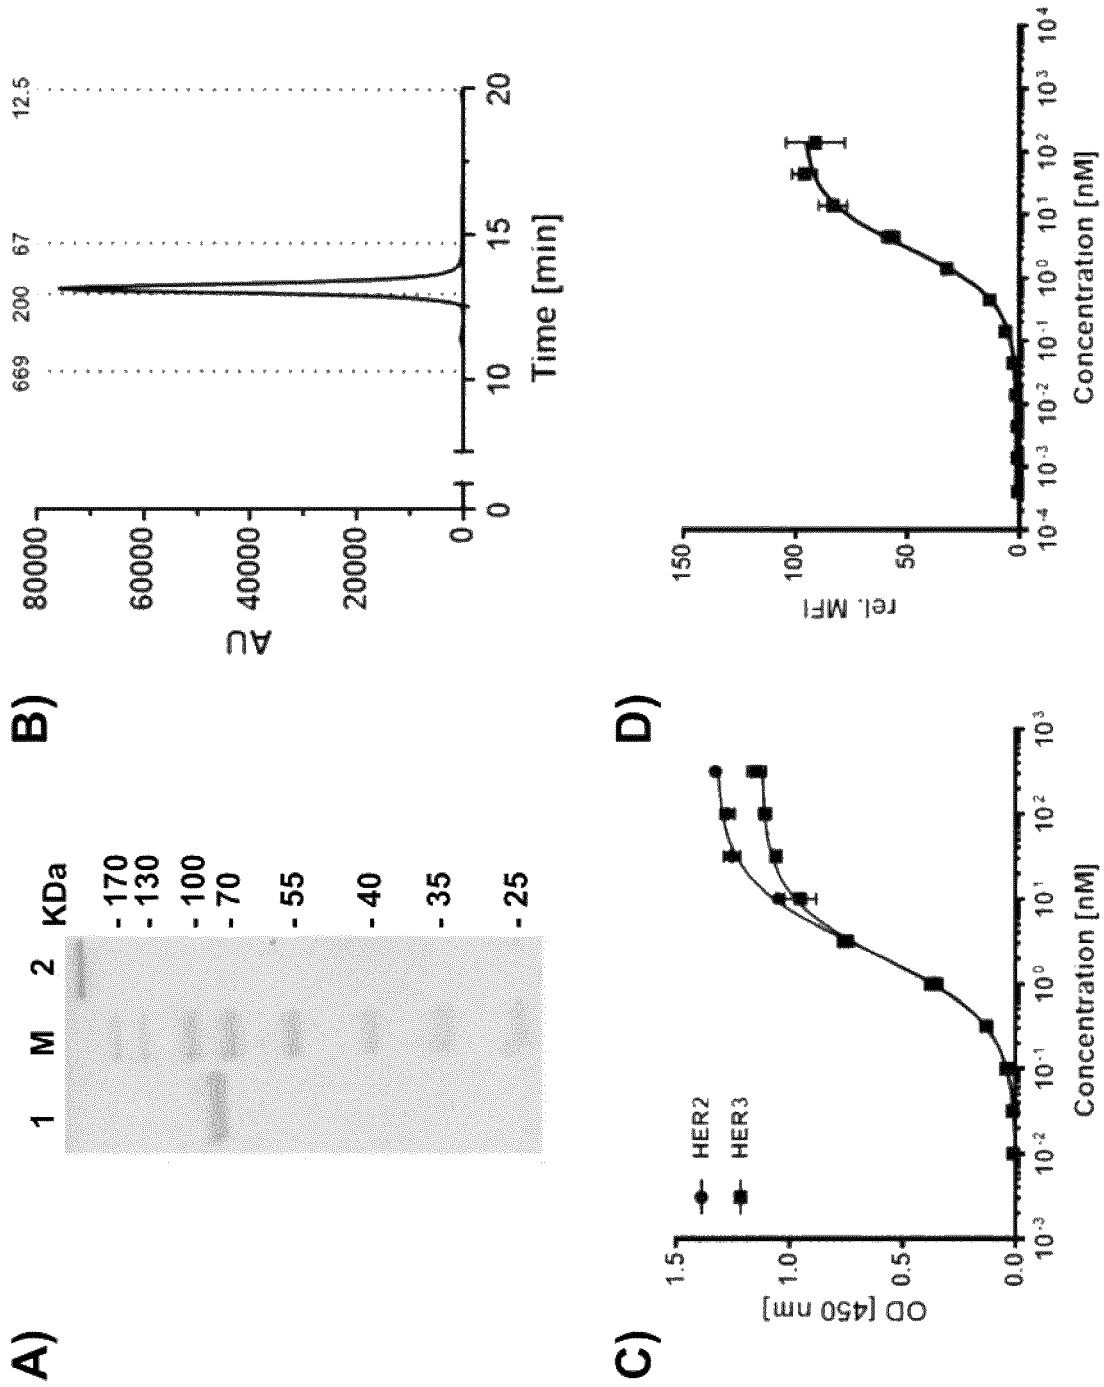 A)
1 M 2 KDa
- 170
- 130
- 100
- 70
- 55
- 40
- 35
- 25
B)
669 200 67 12.5
80000
60000
40000
20000
0
AU
0 10 15 20
Time [min]
C)
HER2
HER3
1.5
1.0
0.5
0.0
OD [450 nm]
10-3 10-2 10-1 100 101 102 103
Concentration [nM]
D)
150
100
50
0
rel. MFI
10-4 10-3 10-2 10-1 100 101 102 103 104
Concentration [nM]